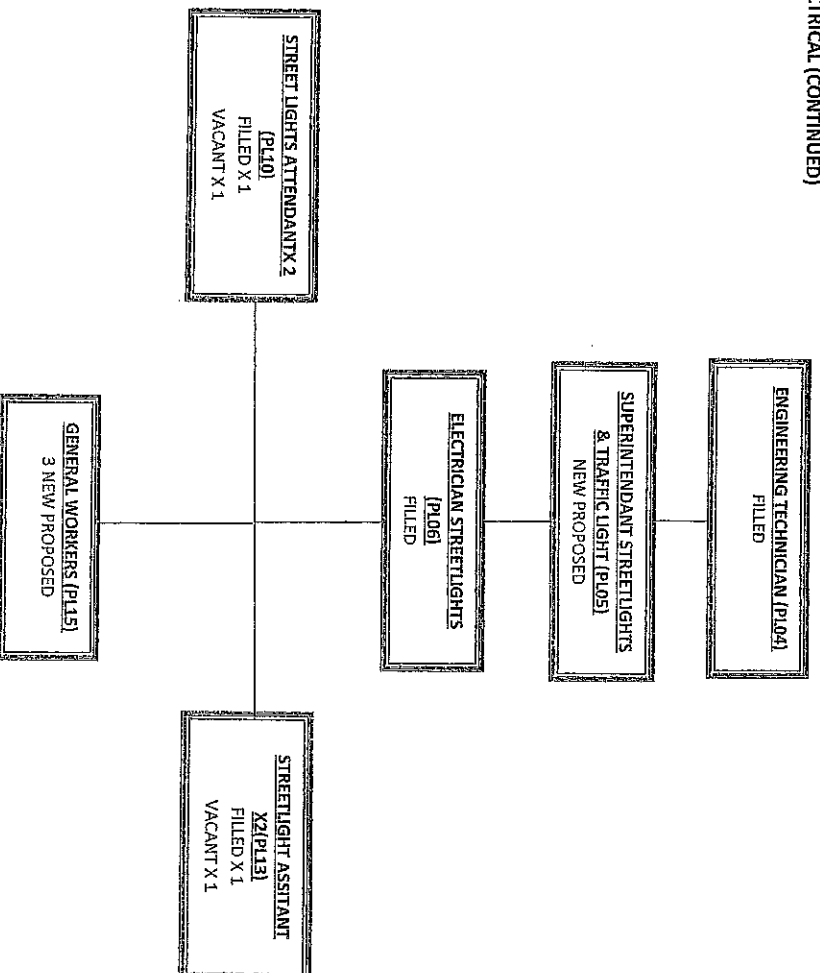 TRICAL (CONTINUED)
ENGINEERING TECHNICIAN (PL04)
FILLED
SUPERINTENDANT STREETLIGHTS
& TRAFFIC LIGHT (PL05)
NEW PROPOSED
ELECTRICIAN STREETLIGHTS
(PL06)
FILLED
STREET LIGHTS ATTENDANTX 2
(PL10)
FILLED X 1
VACANT X 1
STREETLIGHT ASSITANT
X2(PL13)
FILLED X 1
VACANT X 1
GENERAL WORKERS (PL15)
3 NEW PROPOSED